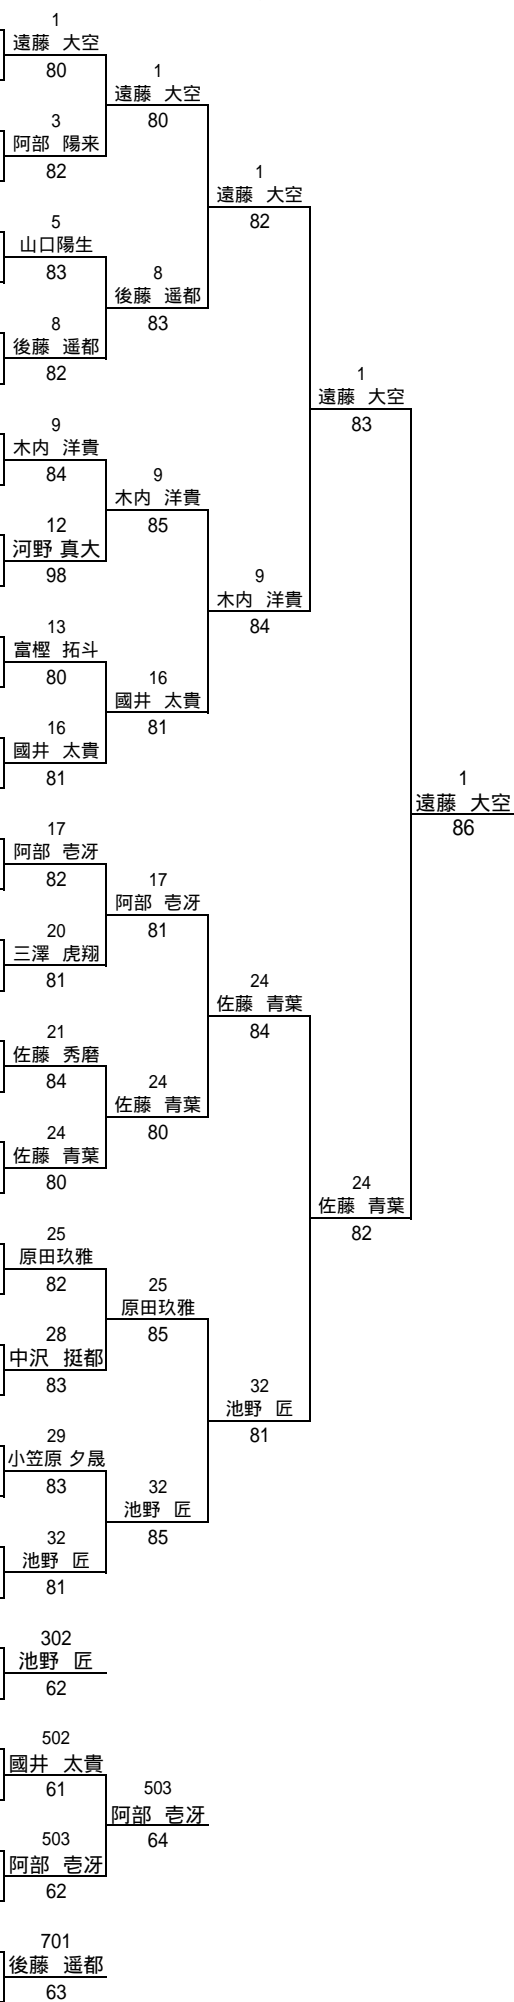 1
遠藤 大空
80
1
遠藤 大空
80
3
阿部 陽来
82
1
遠藤 大空
82
5
山口陽生
83
8
後藤 遥都
83
8
後藤 遥都
82
1
遠藤 大空
83
9
木内 洋貴
84
9
木内 洋貴
85
12
河野 真大
98
9
木内 洋貴
84
13
富樫 拓斗
80
16
國井 太貴
81
16
國井 太貴
81
1
遠藤 大空
86
17
阿部 壱冴
82
17
阿部 壱冴
81
20
三澤 虎翔
81
24
佐藤 青葉
84
21
佐藤 秀磨
84
24
佐藤 青葉
80
24
佐藤 青葉
80
24
佐藤 青葉
82
25
原田玖雅
82
25
原田玖雅
85
28
中沢 挺都
83
32
池野 匠
81
29
小笠原 夕晟
83
32
池野 匠
85
32
池野 匠
81
302
池野 匠
62
502
國井 太貴
61
503
阿部 壱冴
64
503
阿部 壱冴
62
701
後藤 遥都
63